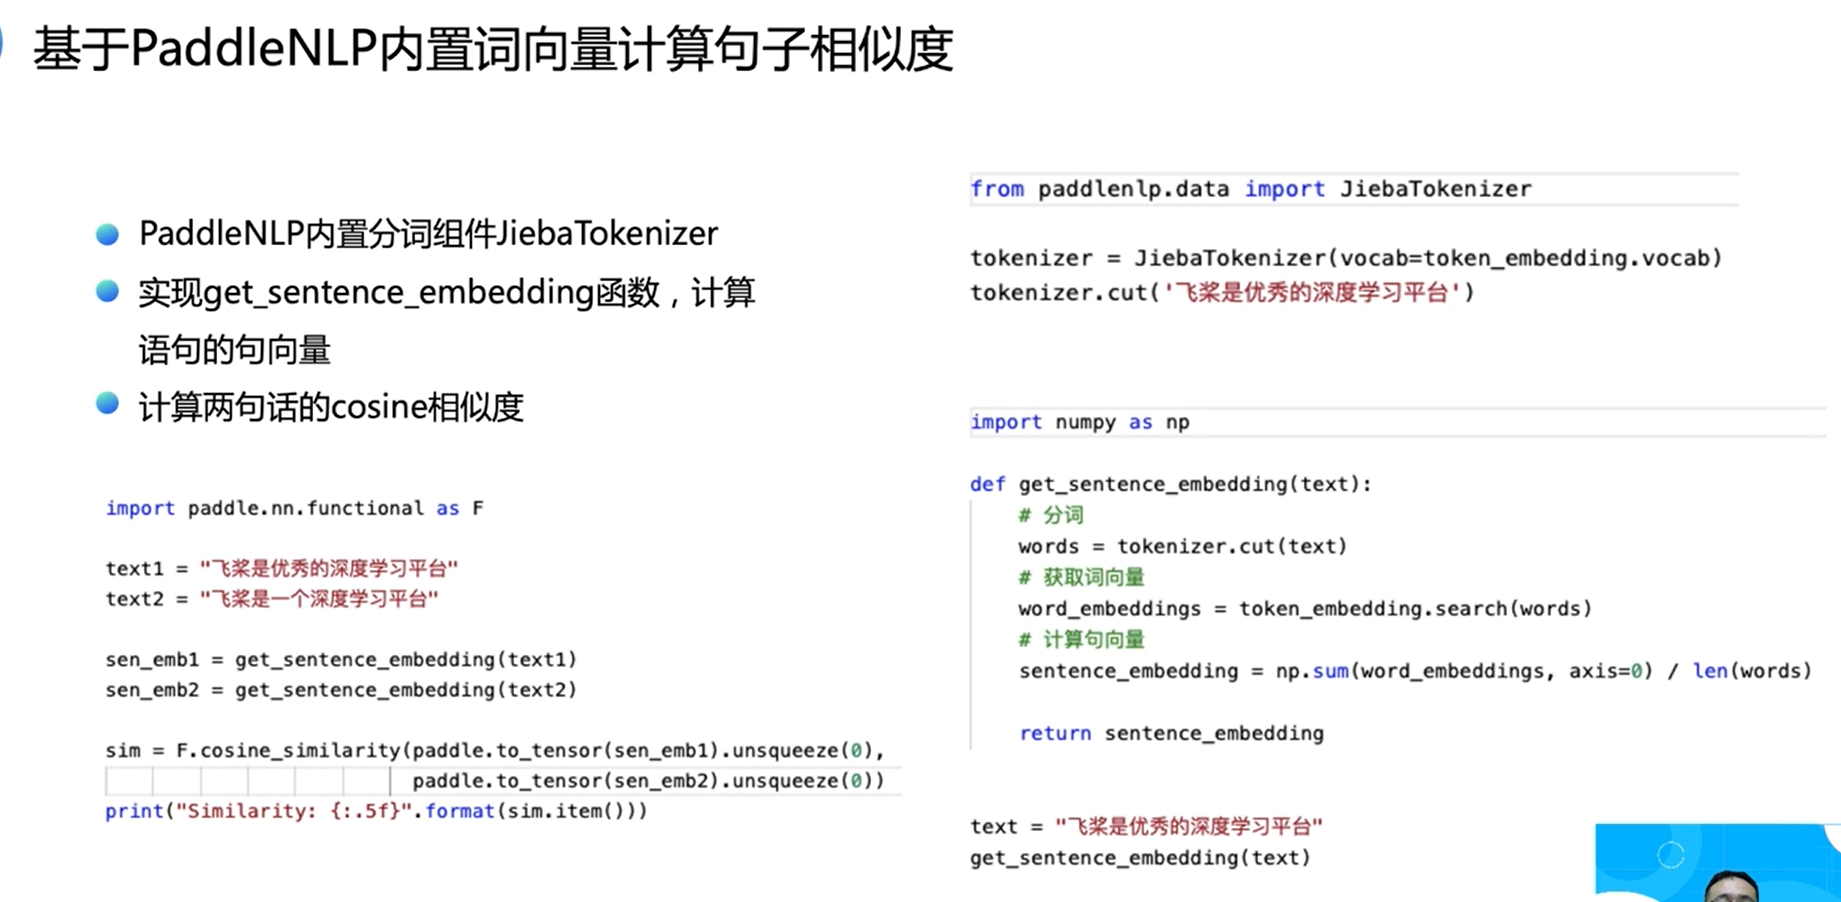 基于PaddleNLP内置词向量计算句子相似度
PaddleNLP内置分词组件JiebaTokenizer
实现get_sentence_embedding函数，计算
语句的句向量
计算两句话的cosine相似度
import paddle.nn.functional as F
text1 = "飞桨是优秀的深度学习平台"
text2 = "飞桨是一个深度学习平台"
sen_emb1 = get_sentence_embedding(text1)
sen_emb2 = get_sentence_embedding(text2)
sim = F.cosine_similarity(paddle.to_tensor(sen_emb1).unsqueeze(0),
paddle.to_tensor(sen_emb2).unsqueeze(0))
print("Similarity: {:.5f}".format(sim.item()))
from paddlenlp.data import JiebaTokenizer
tokenizer = JiebaTokenizer(vocab=token_embedding.vocab)
tokenizer.cut('飞桨是优秀的深度学习平台')
import numpy as np
def get_sentence_embedding(text):
# 分词
words = tokenizer.cut(text)
# 获取词向量
word_embeddings = token_embedding.search(words)
# 计算句向量
sentence_embedding = np.sum(word_embeddings, axis=0) / len(words)
return sentence_embedding
text = "飞桨是优秀的深度学习平台"
get_sentence_embedding(text)